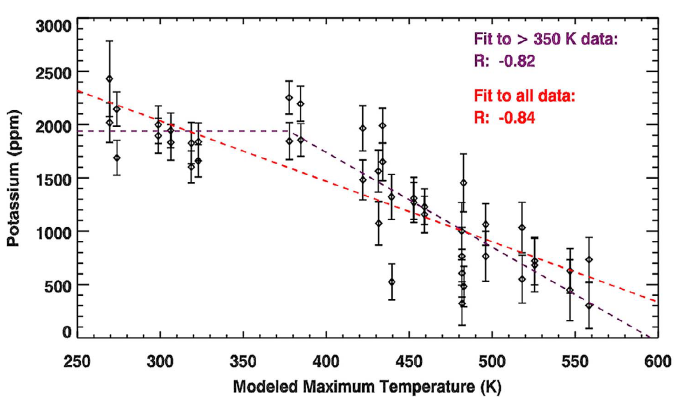 3000
2500
2000
1500
1000
500
0
Potassium (ppm)
Fit to > 350 K data:
R: -0.82
Fit to all data:
R: -0.84
250 300 350 400 450 500 550 600
Modeled Maximum Temperature (K)